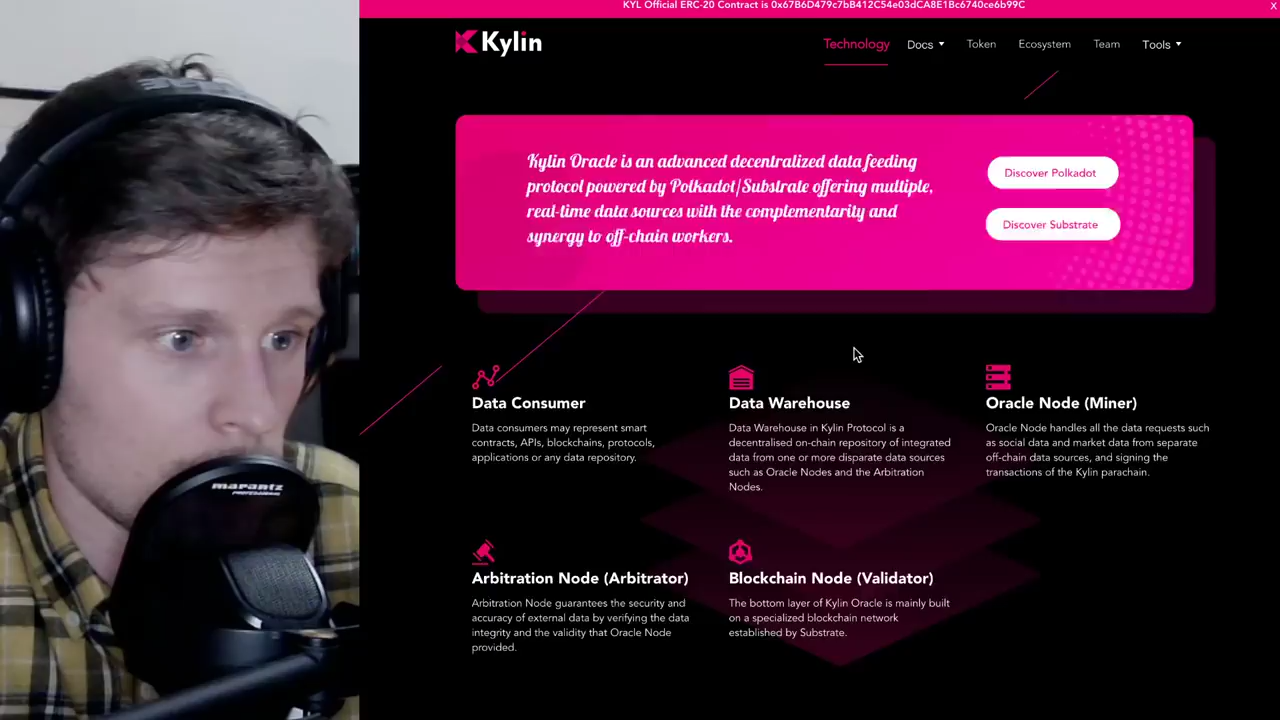 KYL Official ERC-20 Contract is 0x67B6D479c7bB412C54e03dCA8E1Bc6740ce6b99C
X
Kylin
Technology
Docs
Token
Ecosystem
Team
Tools
Kylin Oracle is an advanced decentralized data feeding
protocol powered by Polkadot/Substrate offering multiple,
real-time data sources with the complementarity and
synergy to off-chain workers.
Discover Polkadot
Discover Substrate
Data Consumer
Data consumers may represent smart
contracts, APIs, blockchains, protocols,
applications or any data repository.
Data Warehouse
Data Warehouse in Kylin Protocol is a
decentralised on-chain repository of integrated
data from one or more disparate data sources
such as Oracle Nodes and the Arbitration
Nodes.
Oracle Node (Miner)
Oracle Node handles all the data requests such
as social data and market data from separate
off-chain data sources, and signing the
transactions of the Kylin parachain.
Arbitration Node (Arbitrator)
Arbitration Node guarantees the security and
accuracy of external data by verifying the data
integrity and the validity that Oracle Node
provided.
Blockchain Node (Validator)
The bottom layer of Kylin Oracle is mainly built
on a specialized blockchain network
established by Substrate.
marantz
PROFESSIONAL